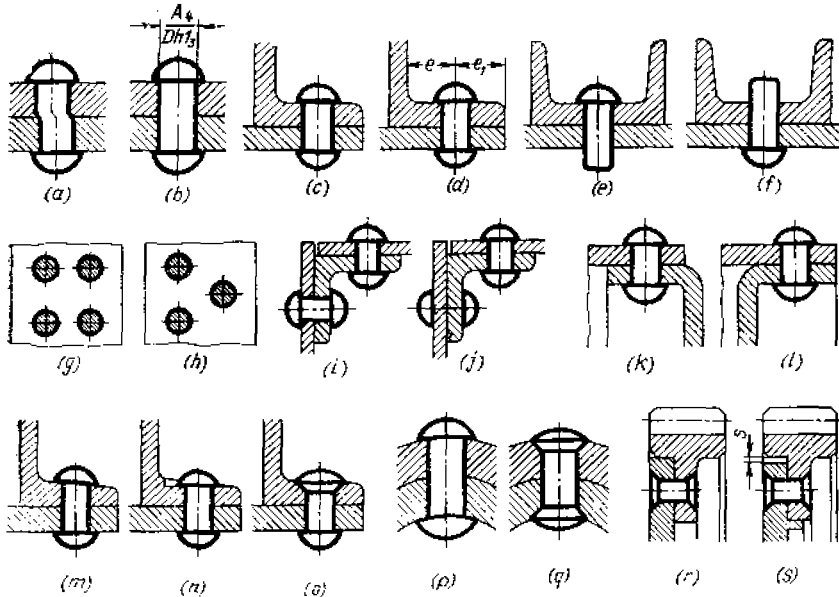 A4
Dh13
e e1
(a) (b) (c) (d) (e) (f)
(g) (h) (i) (j) (k) (l)
s
(m) (n) (o) (p) (q) (r) (s)